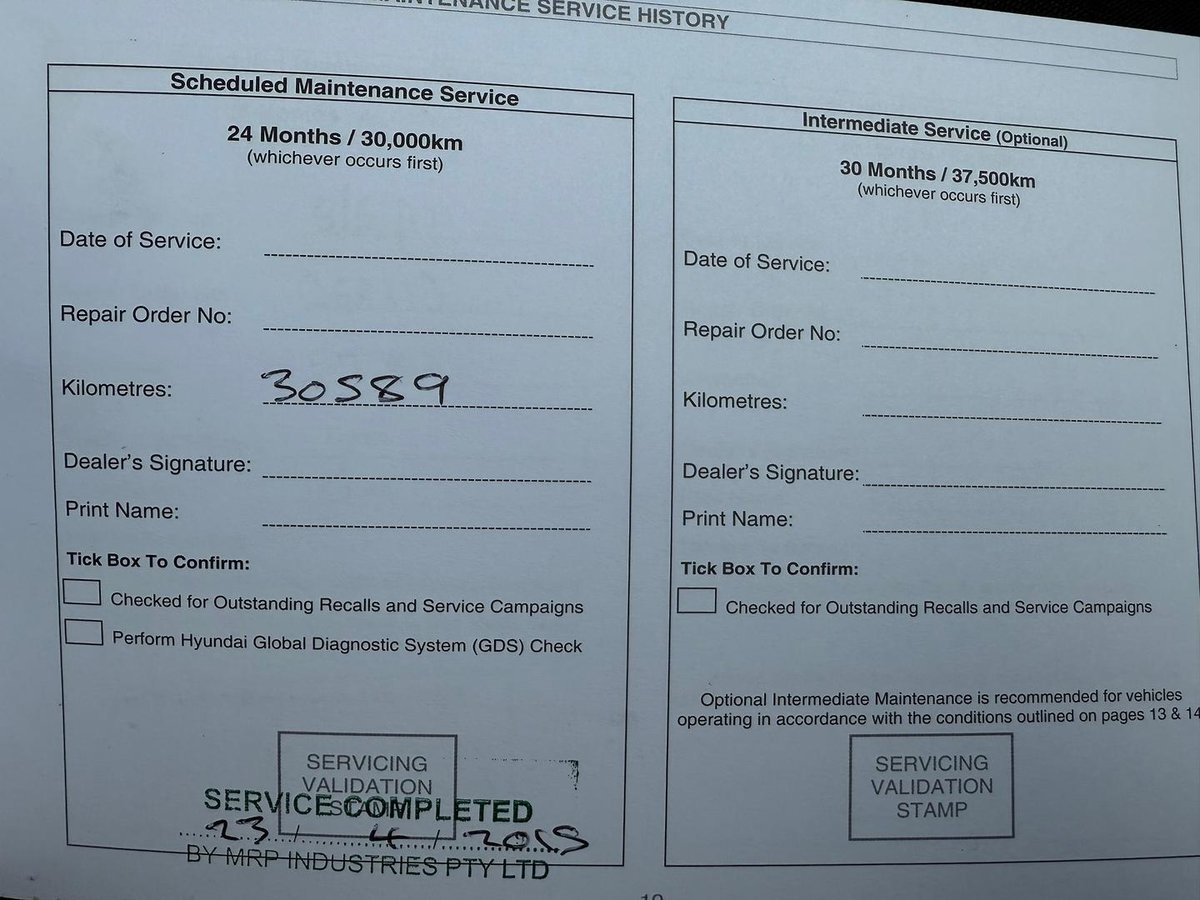 MAINTENANCE SERVICE HISTORY
Scheduled Maintenance Service
24 Months / 30,000km
(whichever occurs first)
Date of Service:
Repair Order No:
Kilometres: 30589
Dealer's Signature:
Print Name:
Tick Box To Confirm:
Checked for Outstanding Recalls and Service Campaigns
Perform Hyundai Global Diagnostic System (GDS) Check
SERVICING
VALIDATION
STAMP
SERVICE COMPLETED
23 / 4 / 2015
BY MRP INDUSTRIES PTY LTD
Intermediate Service (Optional)
30 Months / 37,500km
(whichever occurs first)
Date of Service:
Repair Order No:
Kilometres:
Dealer's Signature:
Print Name:
Tick Box To Confirm:
Checked for Outstanding Recalls and Service Campaigns
Optional Intermediate Maintenance is recommended for vehicles
operating in accordance with the conditions outlined on pages 13 & 14
SERVICING
VALIDATION
STAMP